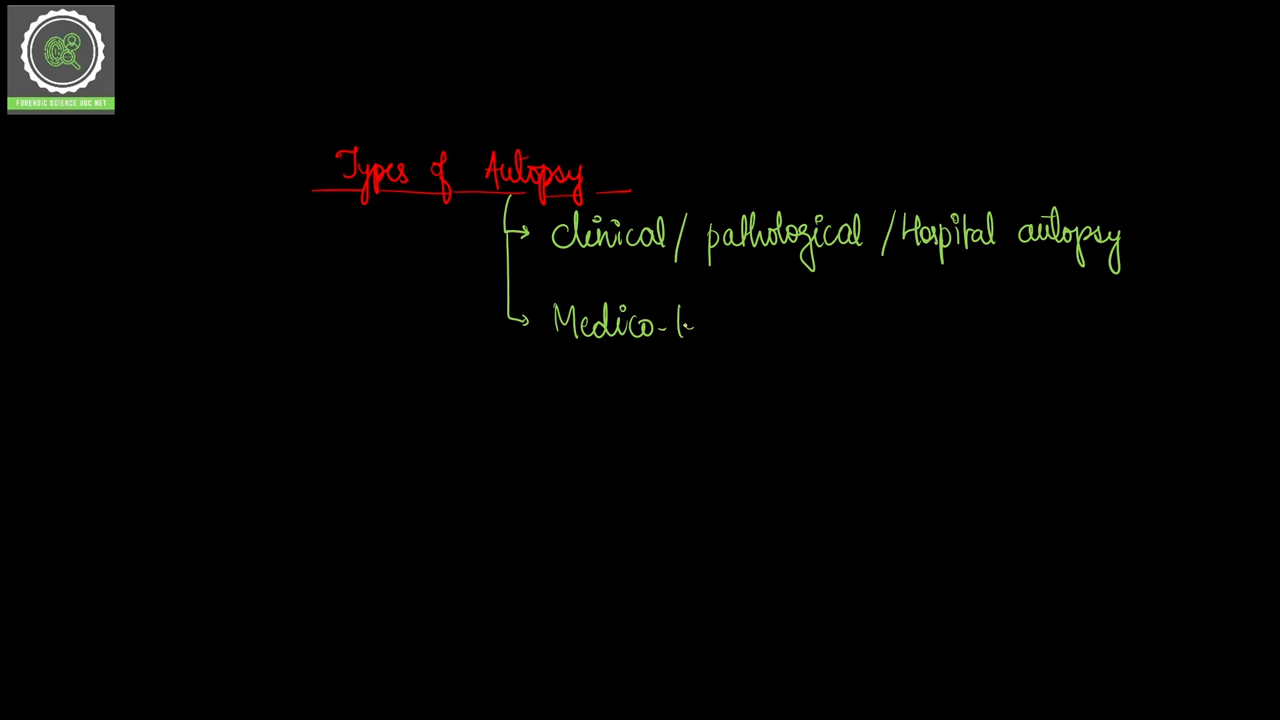 FORENSIC SCIENCE UGC NET
Types of Autopsy
Clinical / pathological / Hospital autopsy
Medico-l